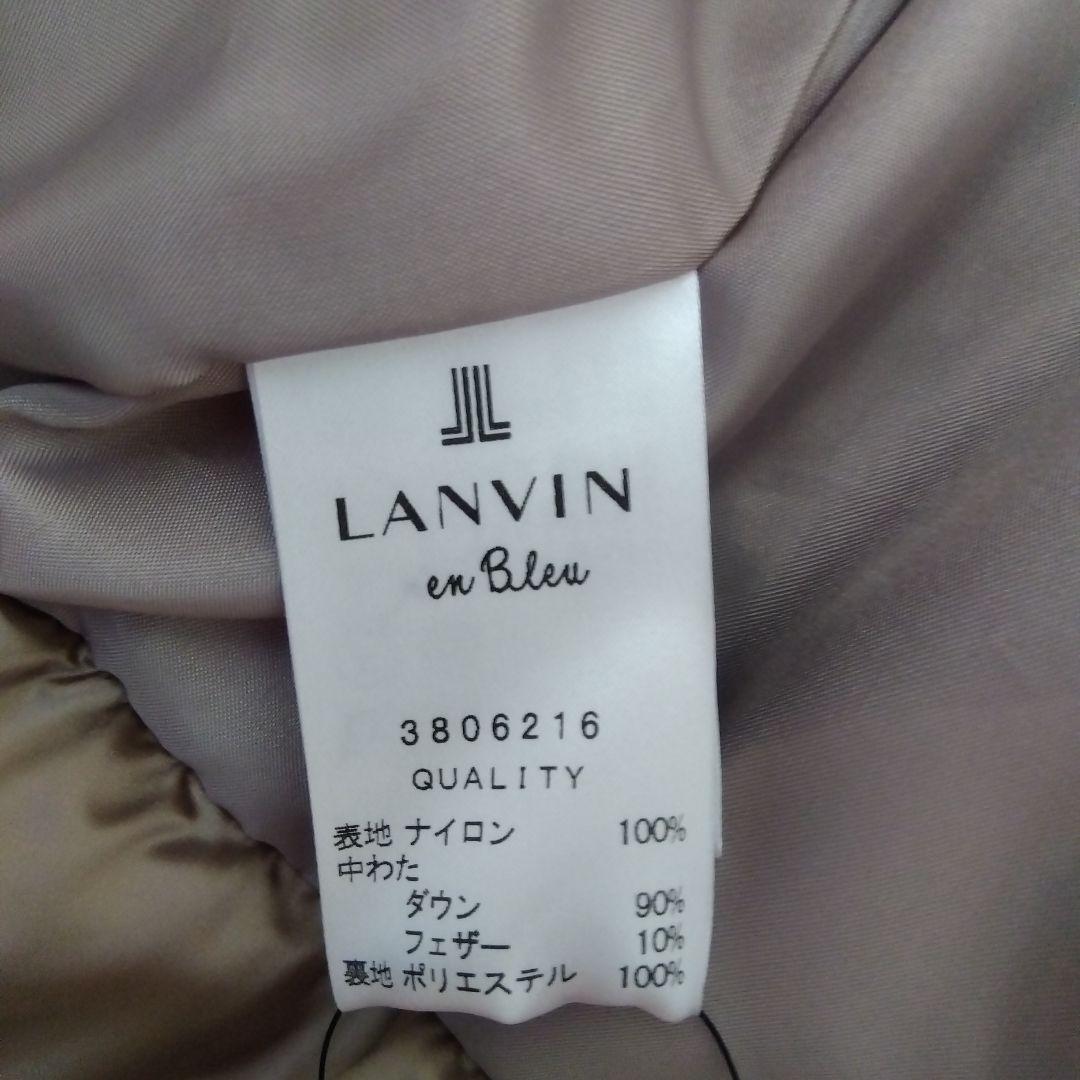 LANVIN
en Bleu
3806216
QUALITY
表地 ナイロン 100%
中わた
ダウン 90%
フェザー 10%
裏地 ポリエステル 100%